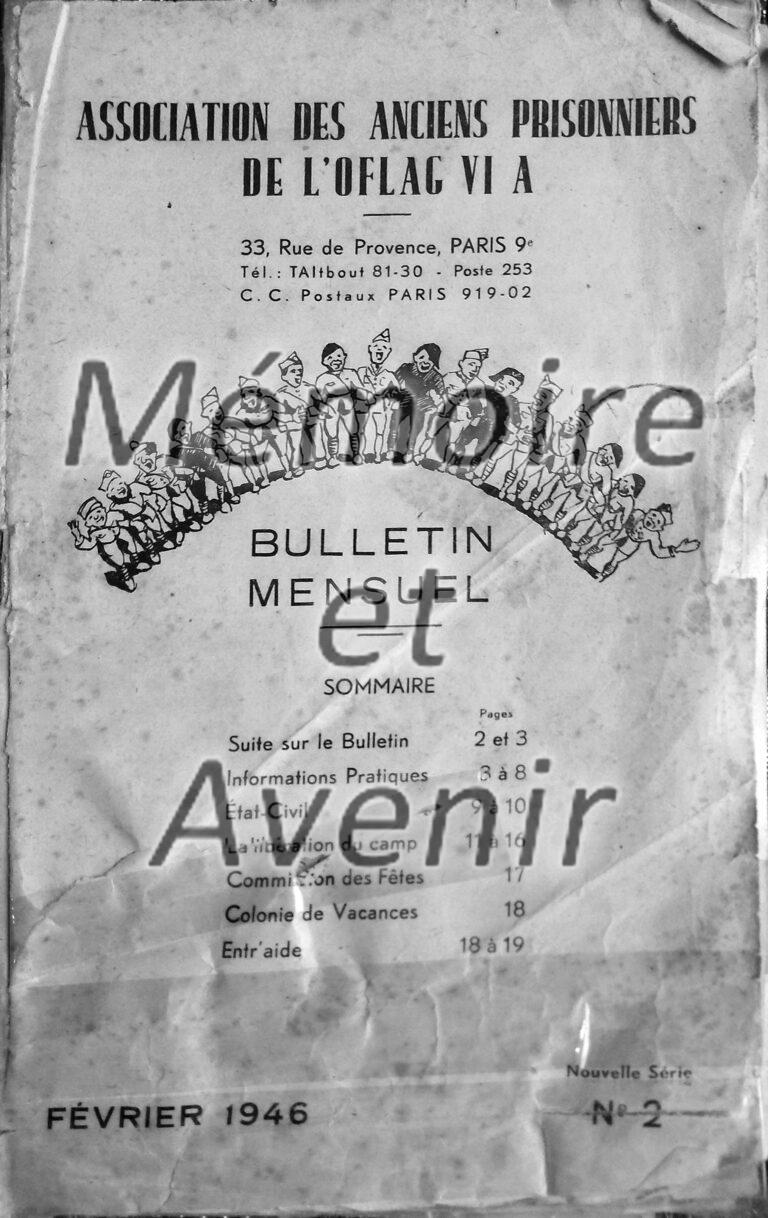 ASSOCIATION DES ANCIENS PRISONNIERS
DE L'OFLAG VI A
33, Rue de Provence, PARIS 9e
Tél. : TAItbout 81-30 - Poste 253
C. C. Postaux PARIS 919-02
Mémoire
BULLETIN
MENSUEL
et
SOMMAIRE
Pages
Suite sur le Bulletin 2 et 3
Informations Pratiques 3 à 8
Avenir
État-Civil 9 à 10
La libération du camp 11 à 16
Commission des Fêtes 17
Colonie de Vacances 18
Entr'aide 18 à 19
Nouvelle Série
FÉVRIER 1946 No 2